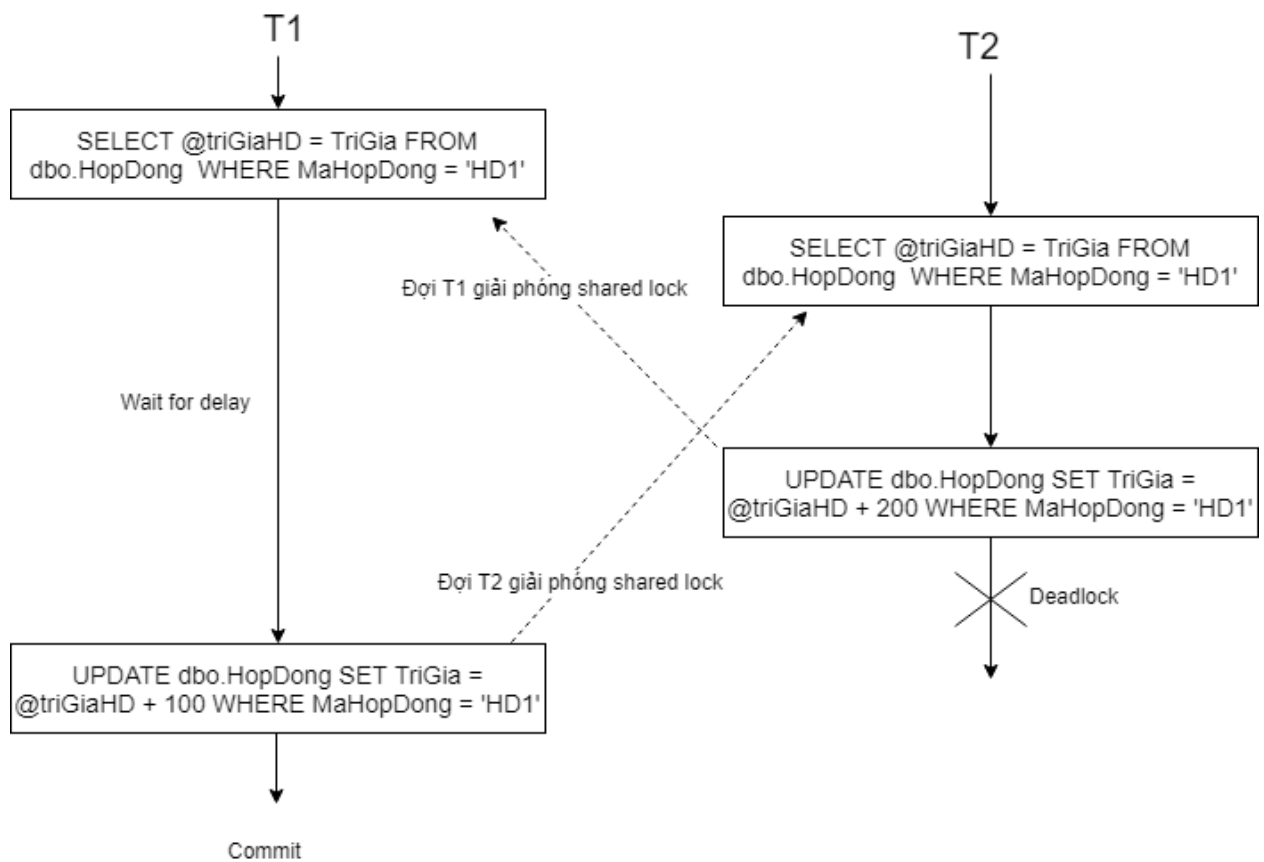 T1
SELECT @triGiaHD = TriGia FROM
dbo.HopDong WHERE MaHopDong = 'HD1'
Wait for delay
UPDATE dbo.HopDong SET TriGia =
@triGiaHD + 100 WHERE MaHopDong = 'HD1'
Commit
Đợi T1 giải phóng shared lock
Đợi T2 giải phóng shared lock
T2
SELECT @triGiaHD = TriGia FROM
dbo.HopDong WHERE MaHopDong = 'HD1'
UPDATE dbo.HopDong SET TriGia =
@triGiaHD + 200 WHERE MaHopDong = 'HD1'
Deadlock